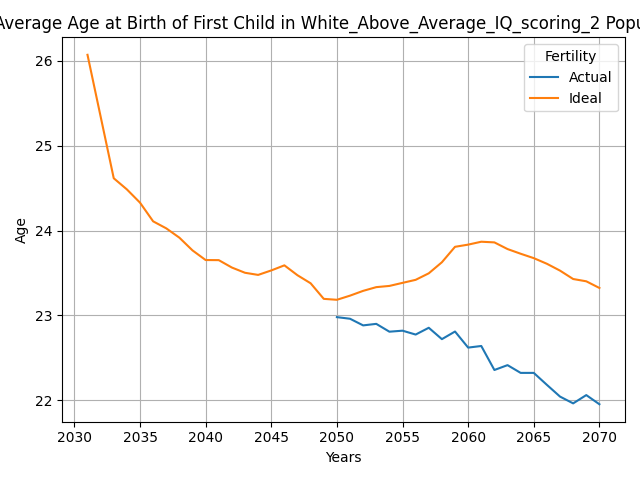 Average Age at Birth of First Child in White_Above_Average_IQ_scoring_2 Popu
Fertility
Actual
Ideal
26
25
24
23
22
Age
2030 2035 2040 2045 2050 2055 2060 2065 2070
Years